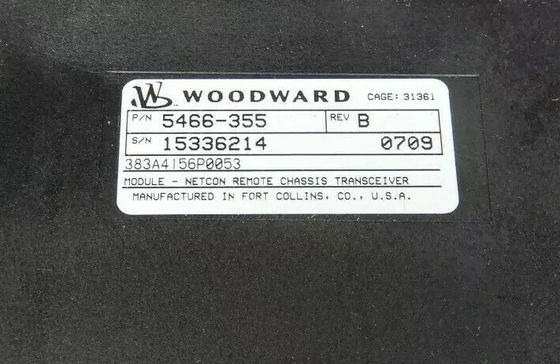 W WOODWARD CAGE: 31361
P/N 5466-355 REV B
S/N 15336214 0709
383A4156P0053
MODULE - NETCON REMOTE CHASSIS TRANSCEIVER
MANUFACTURED IN FORT COLLINS, CO., U.S.A.